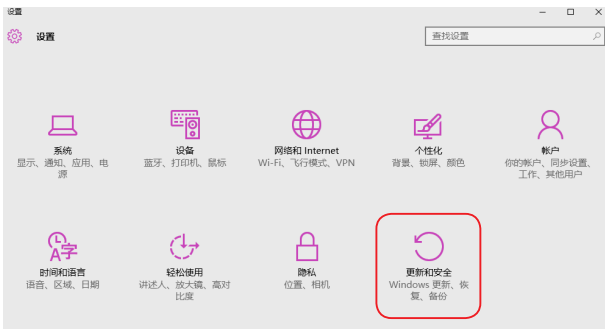 设置
设置
查找设置
系统
显示、通知、应用、电
源
设备
蓝牙、打印机、鼠标
网络和 Internet
Wi-Fi、飞行模式、VPN
个性化
背景、锁屏、颜色
帐户
你的帐户、同步设置、
工作、其他用户
时间和语言
语音、区域、日期
轻松使用
讲述人、放大镜、高对
比度
隐私
位置、相机
更新和安全
Windows 更新、恢
复、备份